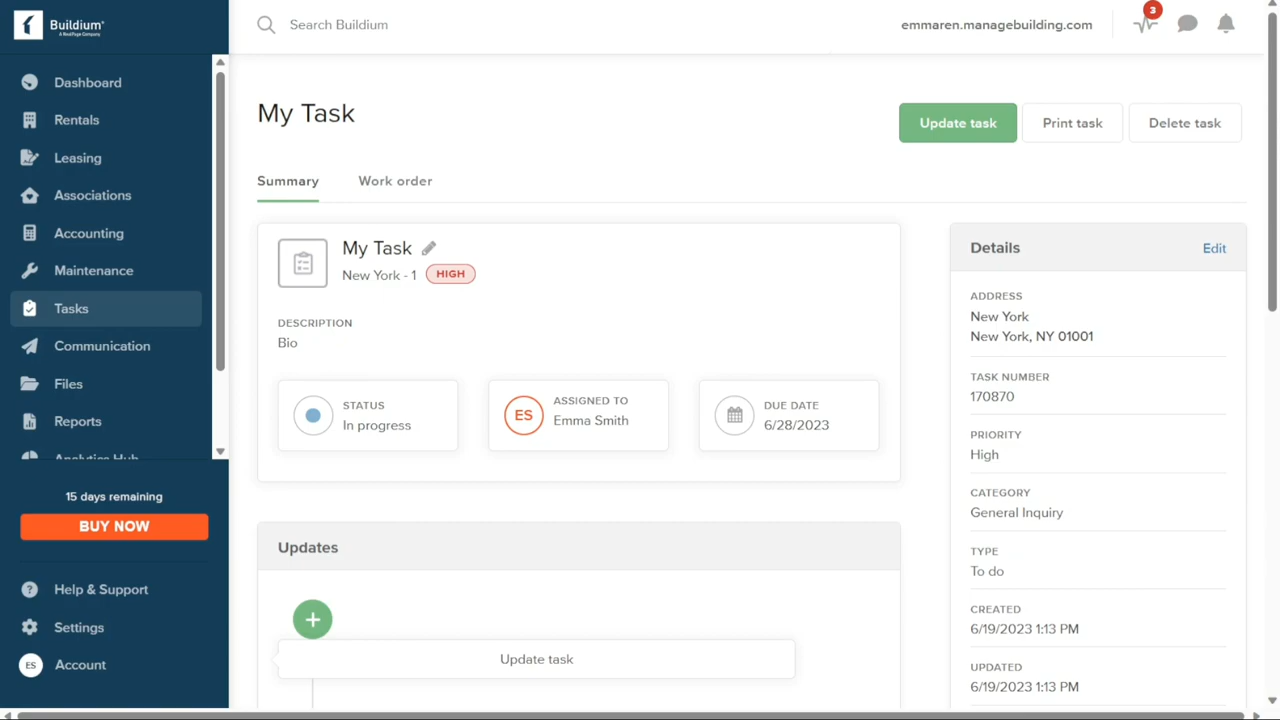 Buildium
A RealPage Company
Search Buildium
emmaren.managebuilding.com
3
Dashboard
Rentals
Leasing
Associations
Accounting
Maintenance
Tasks
Communication
Files
Reports
Analytics Hub
15 days remaining
BUY NOW
Help & Support
Settings
ES
Account
My Task
Update task
Print task
Delete task
Summary
Work order
My Task
New York - 1
HIGH
DESCRIPTION
Bio
STATUS
In progress
ES
ASSIGNED TO
Emma Smith
DUE DATE
6/28/2023
Updates
Update task
Details
Edit
ADDRESS
New York
New York, NY 01001
TASK NUMBER
170870
PRIORITY
High
CATEGORY
General Inquiry
TYPE
To do
CREATED
6/19/2023 1:13 PM
UPDATED
6/19/2023 1:13 PM